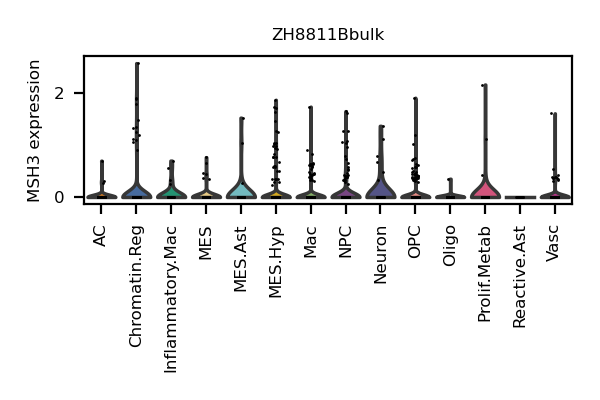 ZH8811Bbulk
MSH3 expression
2
0
AC
Chromatin.Reg
Inflammatory.Mac
MES
MES.Ast
MES.Hyp
Mac
NPC
Neuron
OPC
Oligo
Prolif.Metab
Reactive.Ast
Vasc